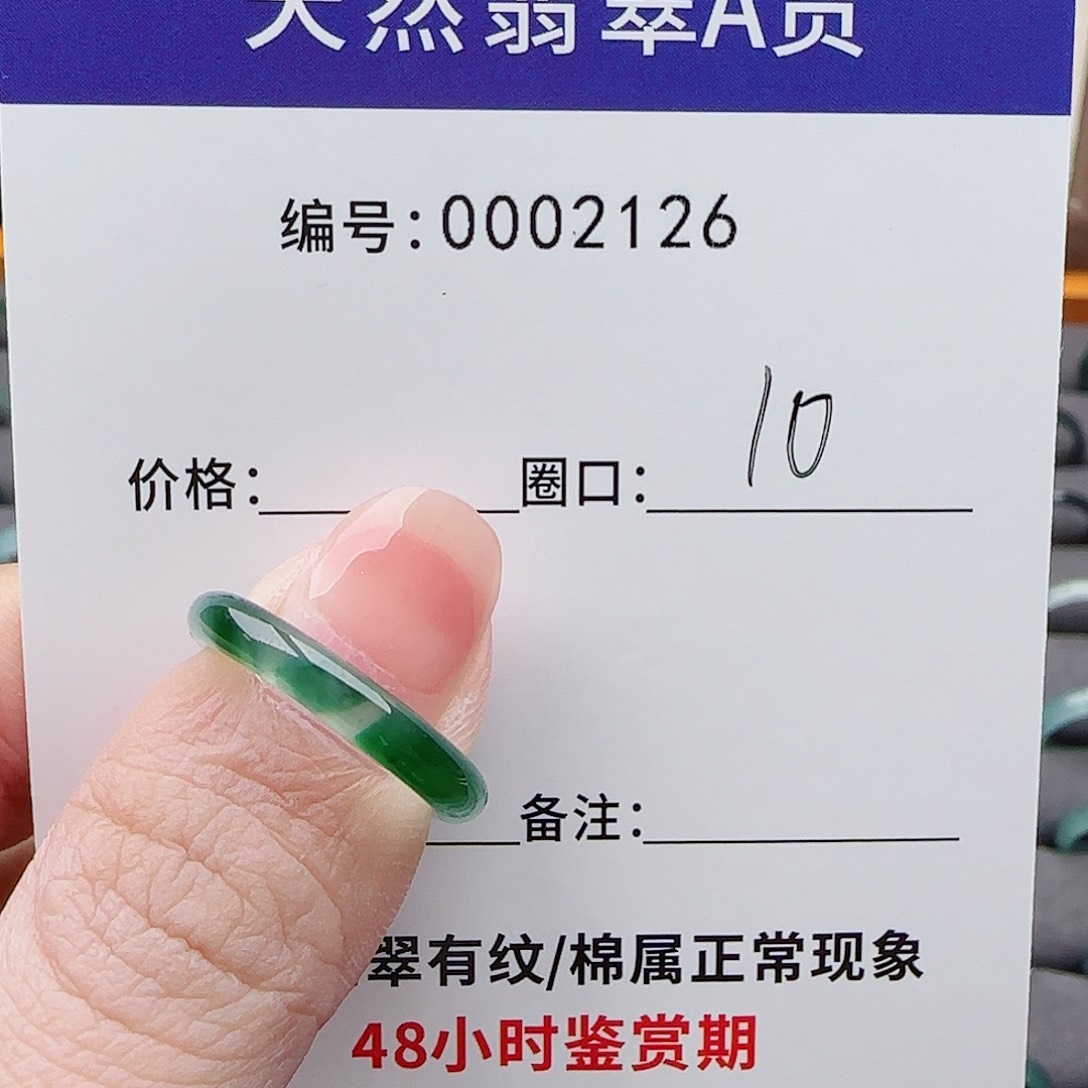 天然翡翠A货
编号:0002126
价格: 圈口: 10
备注:
翠有纹/棉属正常现象
48小时鉴赏期